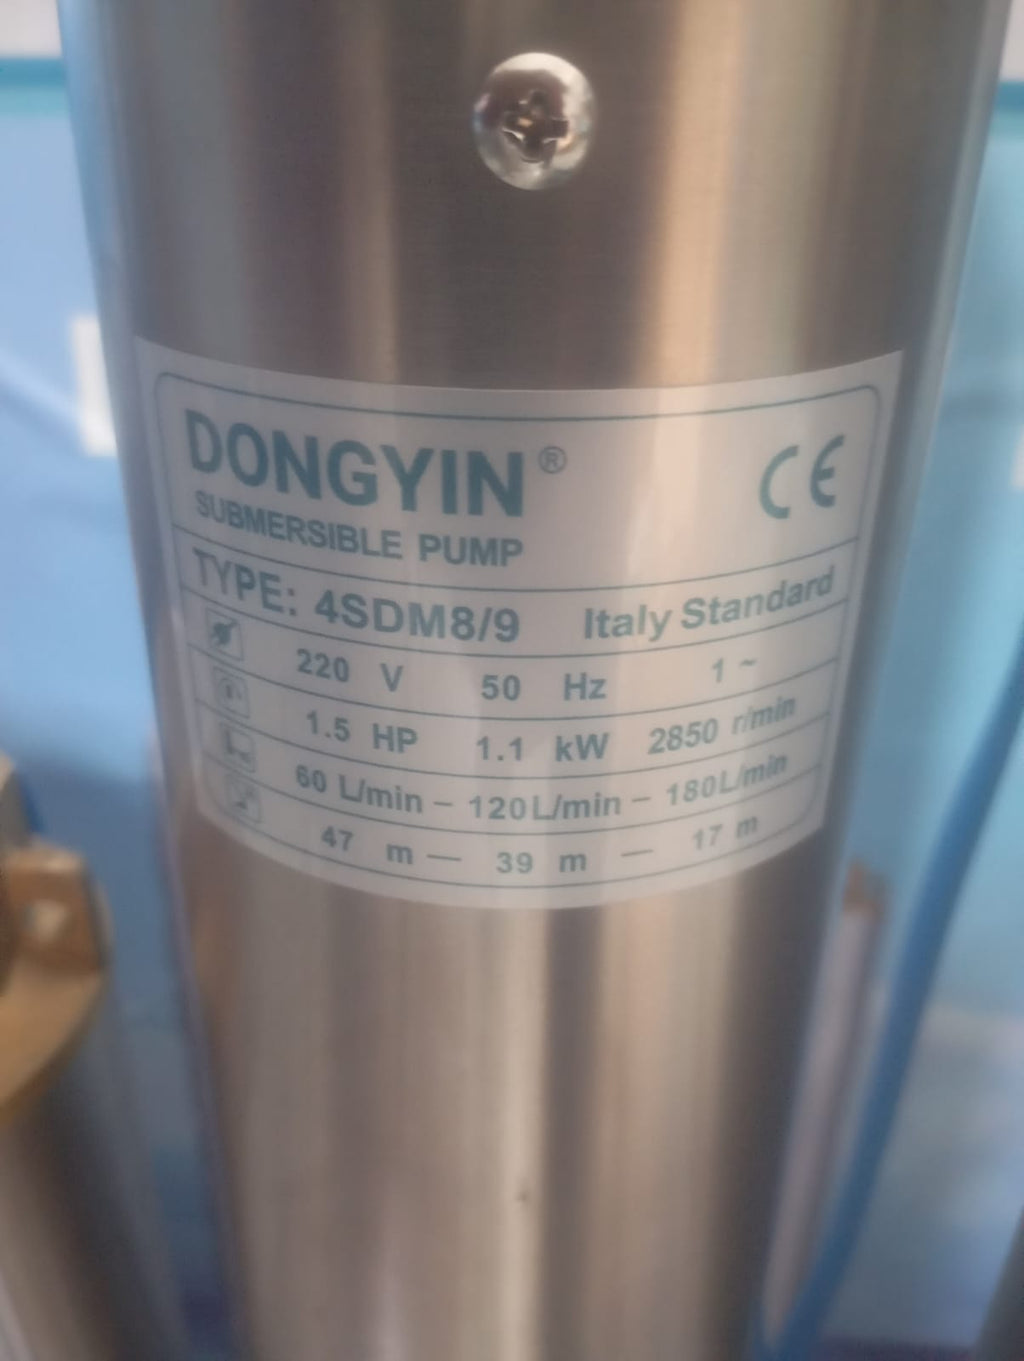 DONGYIN® CE
SUBMERSIBLE PUMP
TYPE: 4SDM8/9 Italy Standard
220 V 50 Hz 1 ~
1.5 HP 1.1 kW 2850 r/min
60 L/min – 120L/min – 180L/min
47 m — 39 m — 17 m